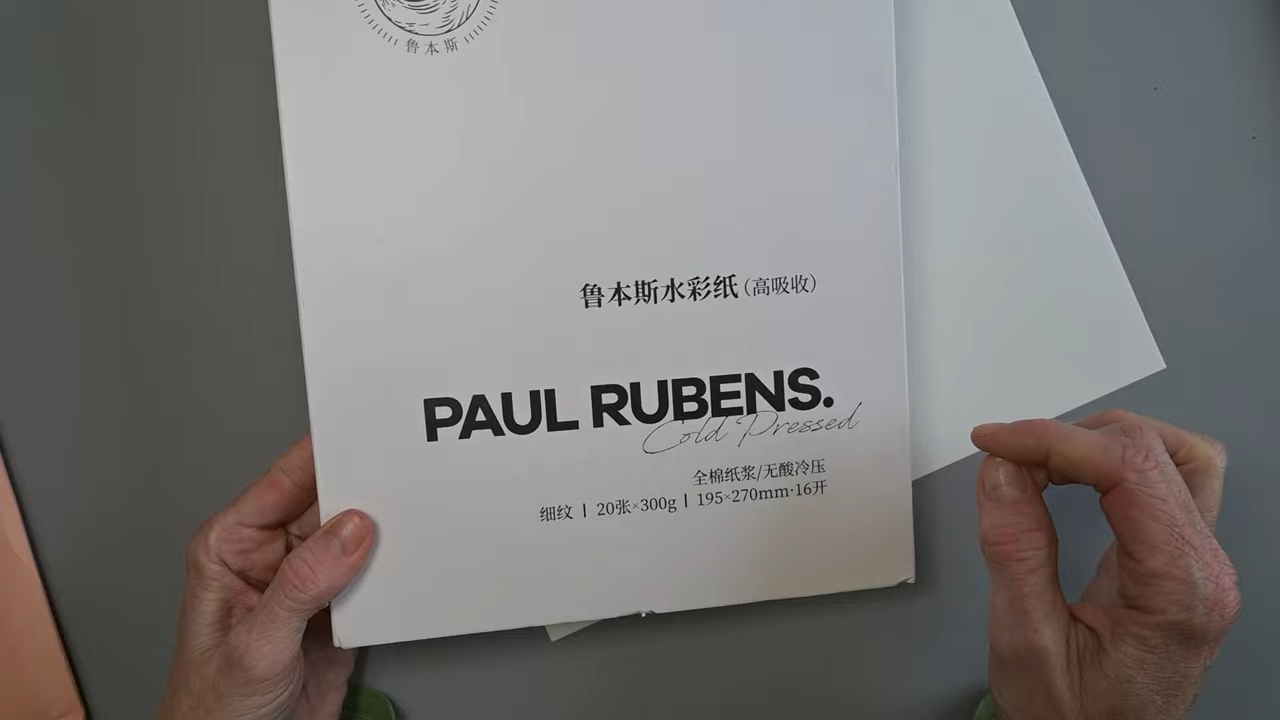 鲁本斯
鲁本斯水彩纸(高吸收)
PAUL RUBENS.
Cold Pressed
全棉纸浆/无酸冷压
细纹 | 20张×300g | 195×270mm·16开